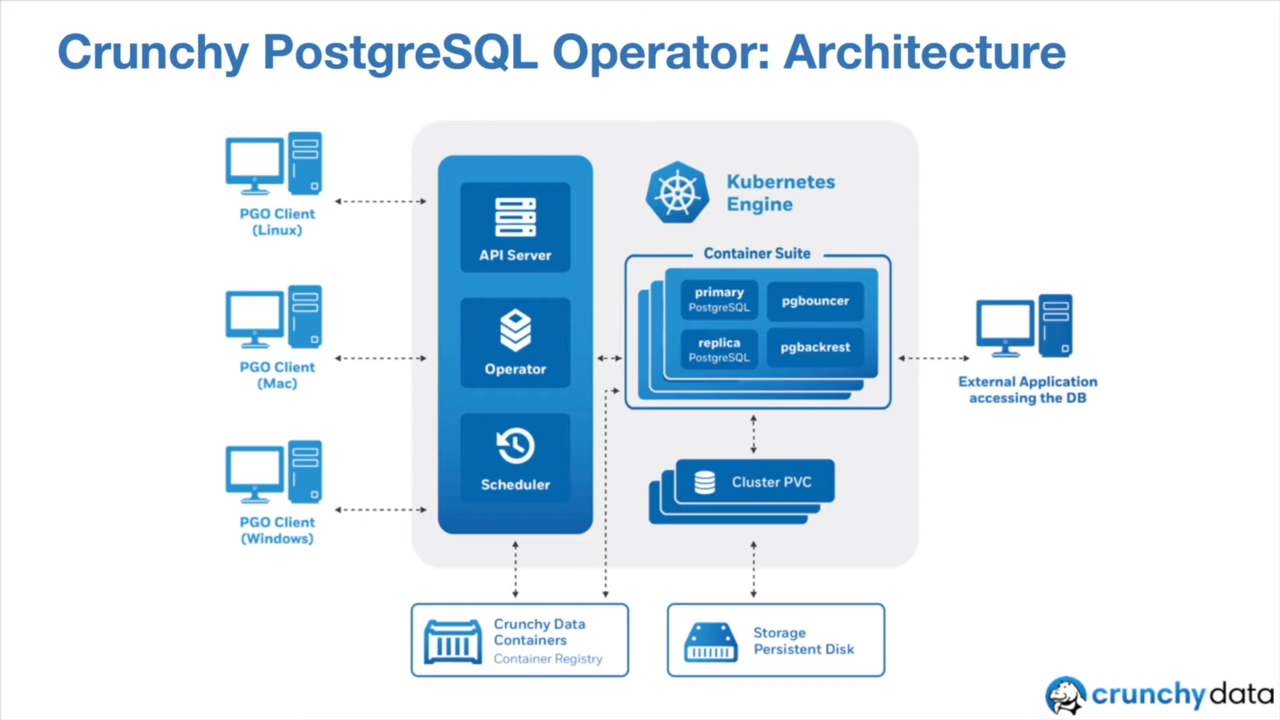 Crunchy PostgreSQL Operator: Architecture
PGO Client
(Linux)
PGO Client
(Mac)
PGO Client
(Windows)
API Server
Operator
Scheduler
Kubernetes
Engine
Container Suite
primary
PostgreSQL
pgbouncer
replica
PostgreSQL
pgbackrest
Cluster PVC
External Application
accessing the DB
Crunchy Data
Containers
Container Registry
Storage
Persistent Disk
crunchy data